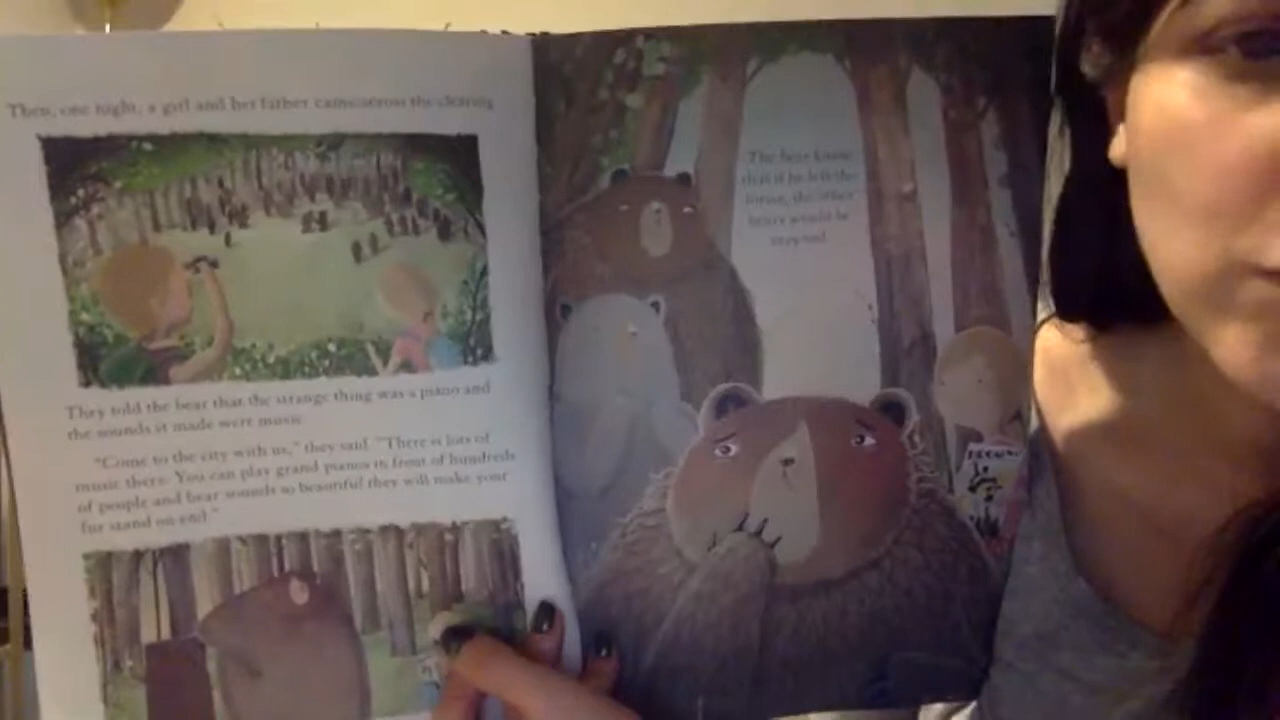 Then, one night, a girl and her father came across the clearing
They told the bear that the strange thing was a piano and
the sounds it made were music.
"Come to the city with us," they said. "There is lots of
music there. You can play grand pianos in front of hundreds
of people and hear sounds so beautiful they will make your
fur stand on end."
The bear knew
that if he left the
forest, the other
bears would be
very sad.